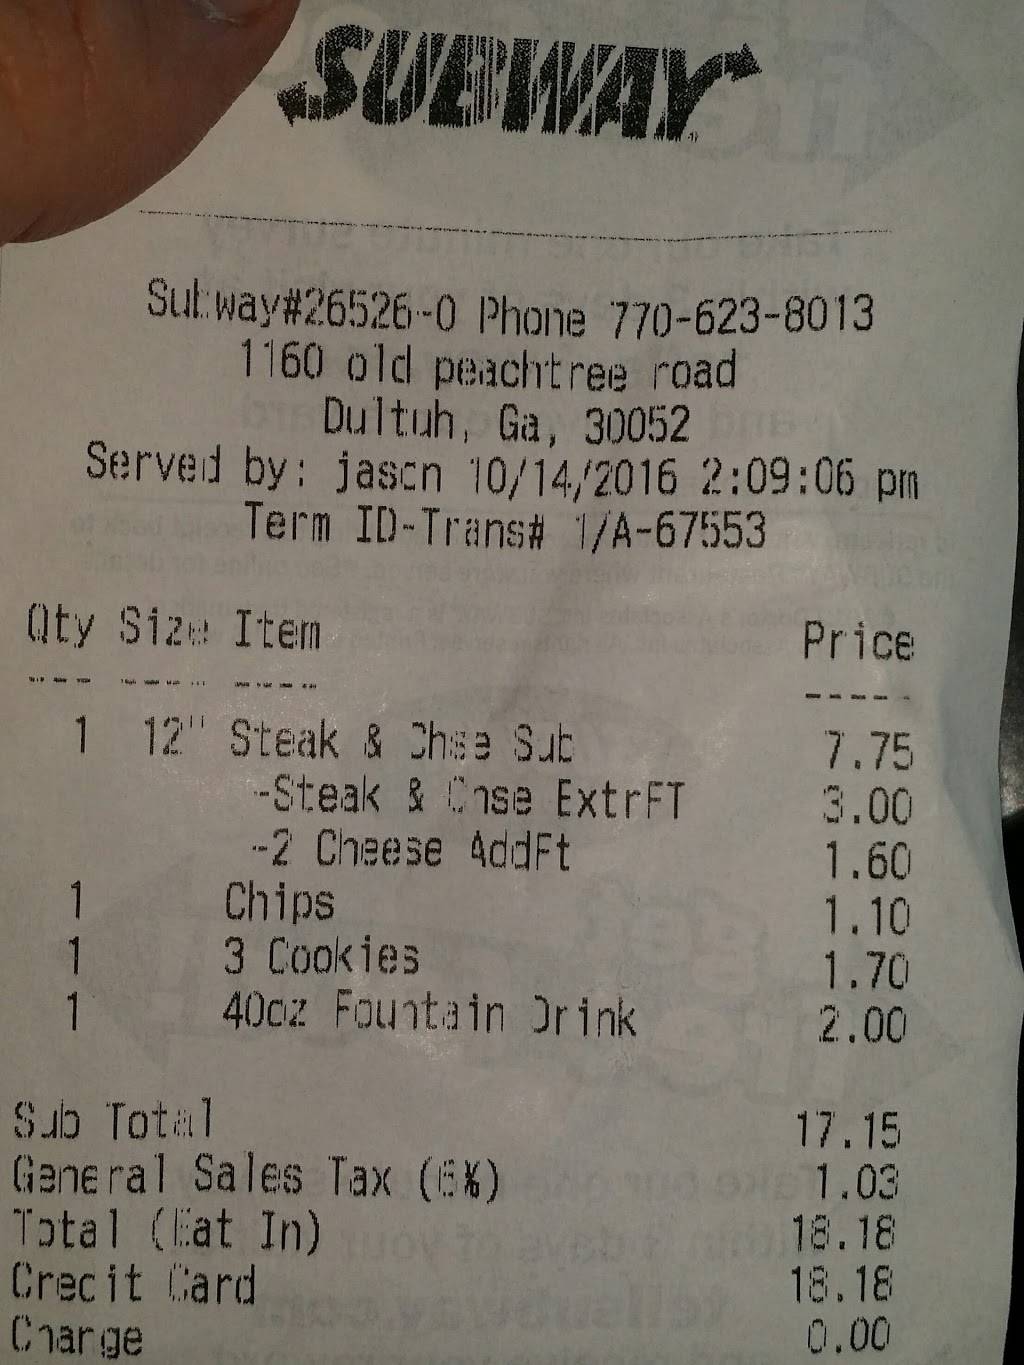 SUBWAY
Subway#26526-0 Phone 770-623-8013
1160 old peachtree road
Dultuh, Ga, 30052
Served by: jason 10/14/2016 2:09:06 pm
Term ID-Trans# 1/A-67553
Qty Size Item Price
--- ---- ---- -----
1 12" Steak & Chse Sub 7.75
-Steak & Chse ExtrFT 3.00
-2 Cheese AddFt 1.60
1 Chips 1.10
1 3 Cookies 1.70
1 40oz Fountain Drink 2.00
Sub Total 17.15
General Sales Tax (6%) 1.03
Total (Eat In) 18.18
Credit Card 18.18
Change 0.00